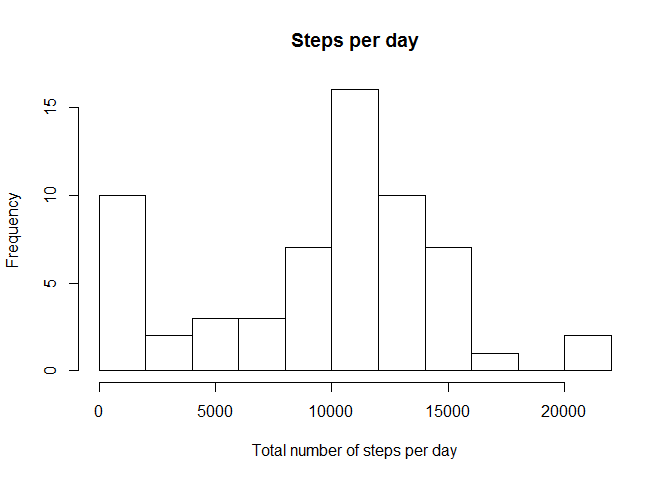 Steps per day
Frequency
15
10
5
0
0 5000 10000 15000 20000
Total number of steps per day